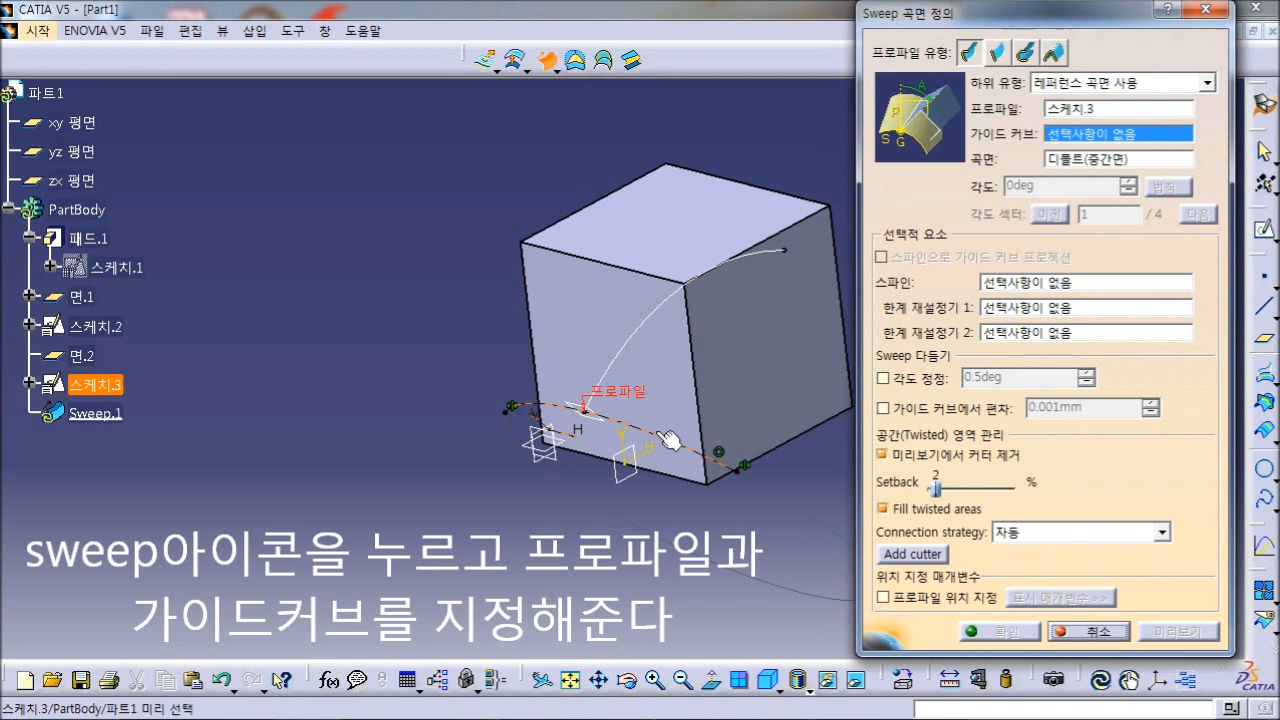 CATIA V5 - [Part1]
시작 ENOVIA V5 파일 편집 뷰 삽입 도구 창 도움말
파트1
xy 평면
yz 평면
zx 평면
PartBody
패드.1
스케치.1
면.1
스케치.2
면.2
스케치.3
Sweep.1
프로파일
H
Y
H
sweep아이콘을 누르고 프로파일과
가이드커브를 지정해준다
Sweep 곡면 정의
프로파일 유형:
하위 유형: 레퍼런스 곡면 사용
프로파일: 스케치.3
가이드 커브: 선택사항이 없음
곡면: 디폴트(중간면)
각도: 0deg 법칙
각도 섹터: 이전 1 / 4 다음
A
P
S G
선택적 요소
스파인으로 가이드 커브 프로젝션
스파인: 선택사항이 없음
한계 재설정기 1: 선택사항이 없음
한계 재설정기 2: 선택사항이 없음
Sweep 다듬기
각도 정정: 0.5deg
가이드 커브에서 편차: 0.001mm
공간(Twisted) 영역 관리
미리보기에서 커터 제거
Setback 2 %
Fill twisted areas
Connection strategy: 자동
Add cutter
위치 지정 매개변수
프로파일 위치 지정 표시 매개변수 >>
확인 취소 미리보기
f(x)
DS CATIA
스케치.3/PartBody/파트1 미리 선택